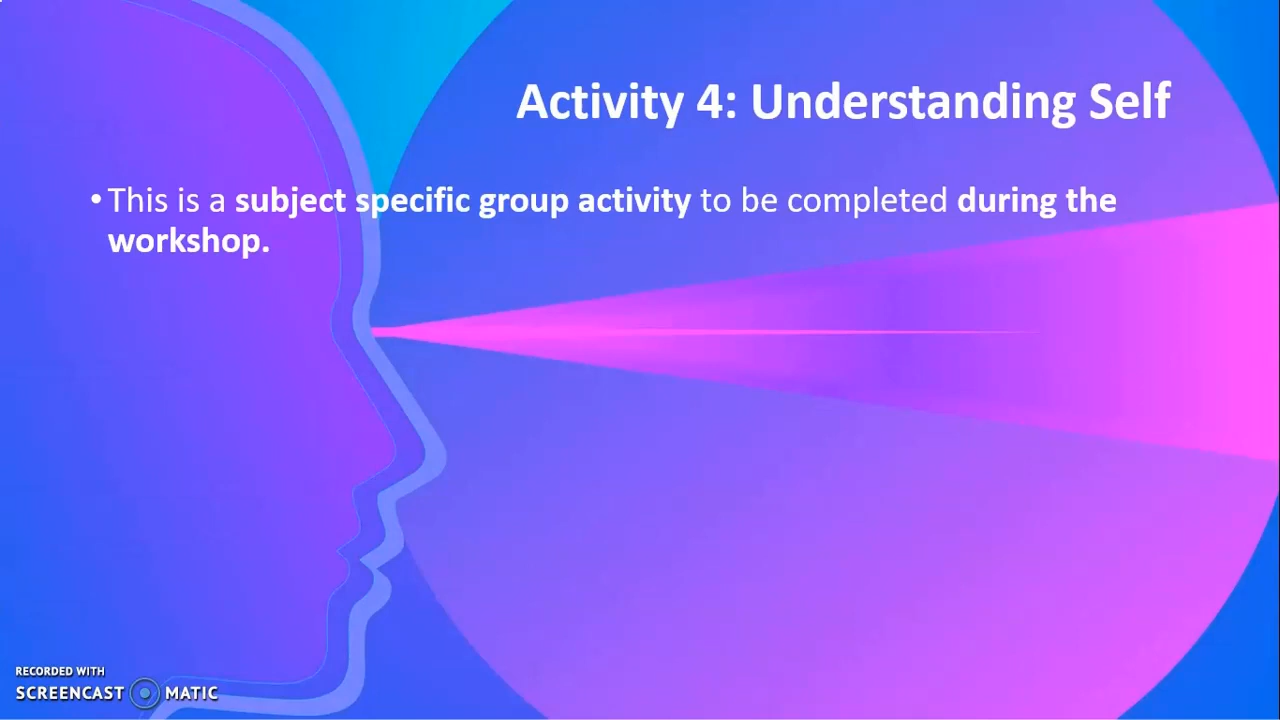 Activity 4: Understanding Self
• This is a subject specific group activity to be completed during the
workshop.
RECORDED WITH
SCREENCAST MATIC